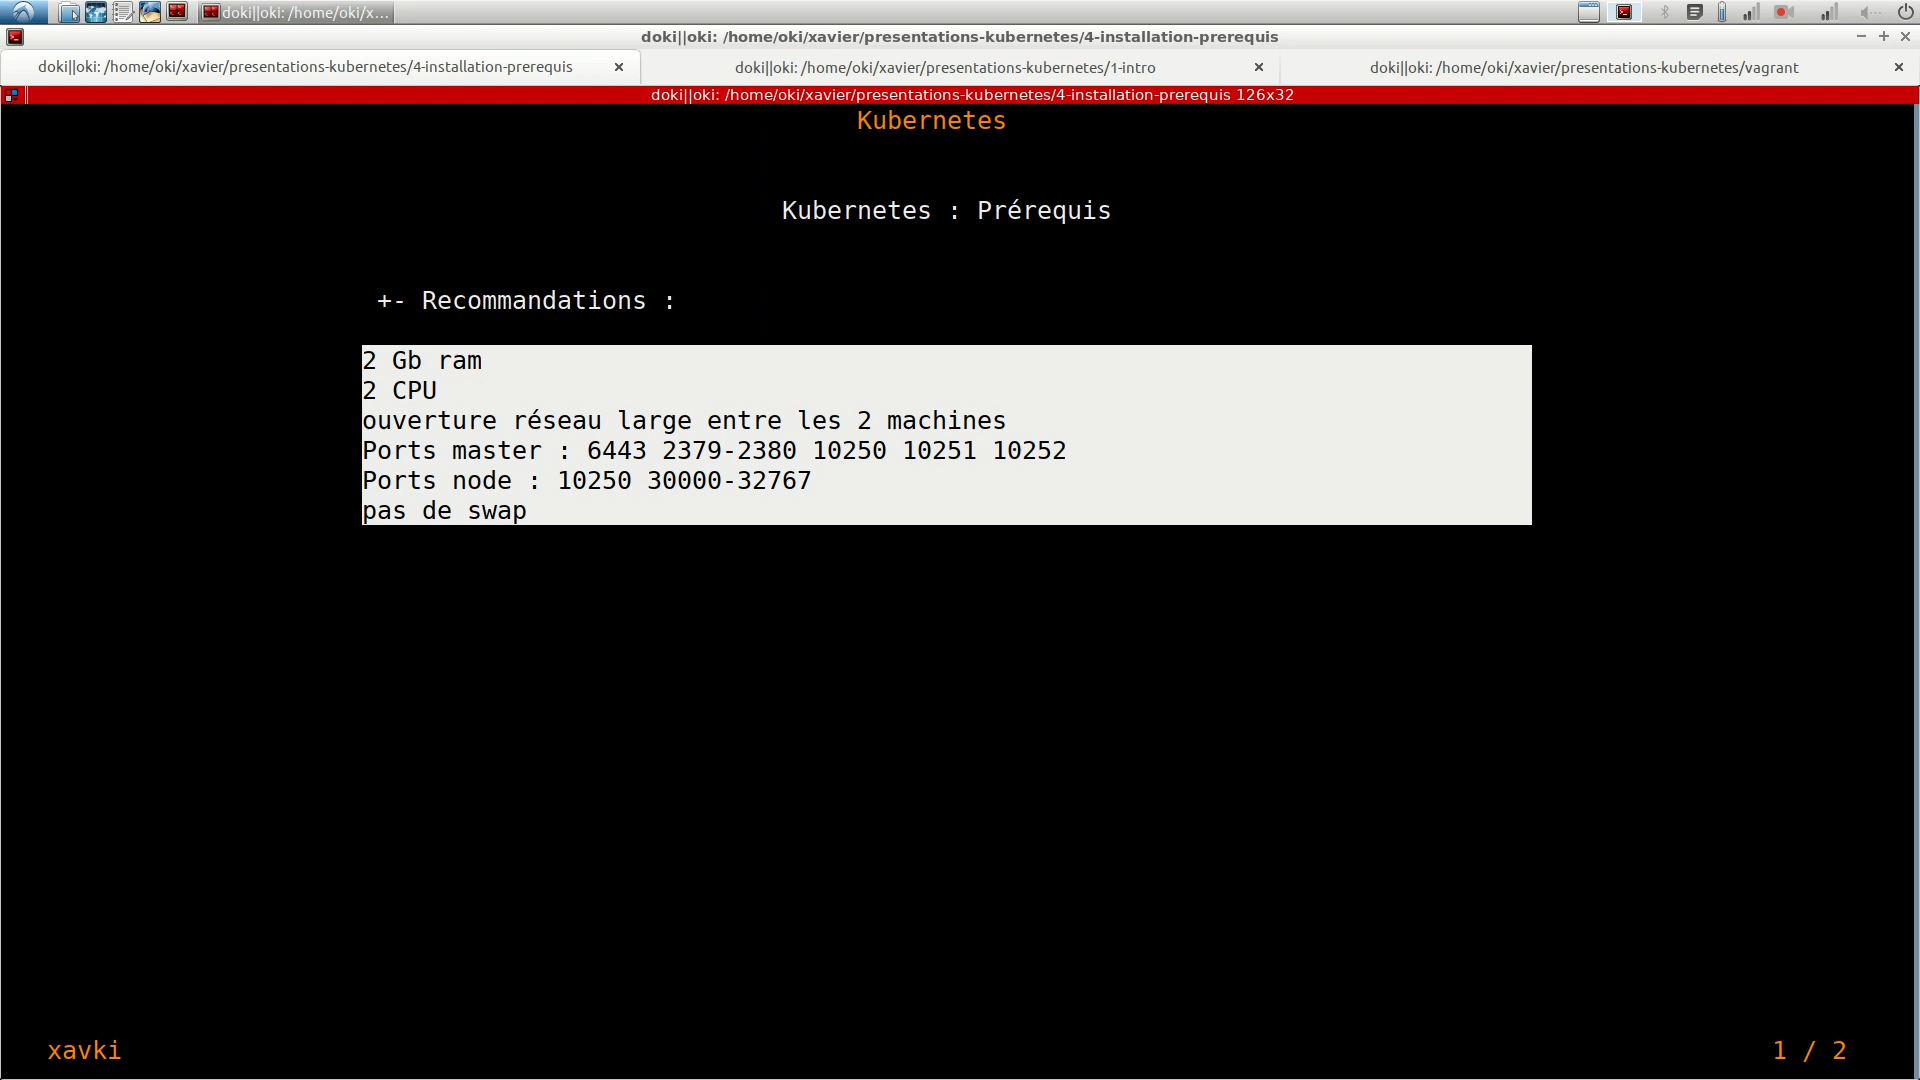 doki||oki: /home/oki/x...
doki||oki: /home/oki/xavier/presentations-kubernetes/4-installation-prerequis
doki||oki: /home/oki/xavier/presentations-kubernetes/4-installation-prerequis
doki||oki: /home/oki/xavier/presentations-kubernetes/1-intro
doki||oki: /home/oki/xavier/presentations-kubernetes/vagrant
doki||oki: /home/oki/xavier/presentations-kubernetes/4-installation-prerequis 126x32
Kubernetes
Kubernetes : Prérequis
+- Recommandations :
2 Gb ram
2 CPU
ouverture réseau large entre les 2 machines
Ports master : 6443 2379-2380 10250 10251 10252
Ports node : 10250 30000-32767
pas de swap
xavki
1 / 2